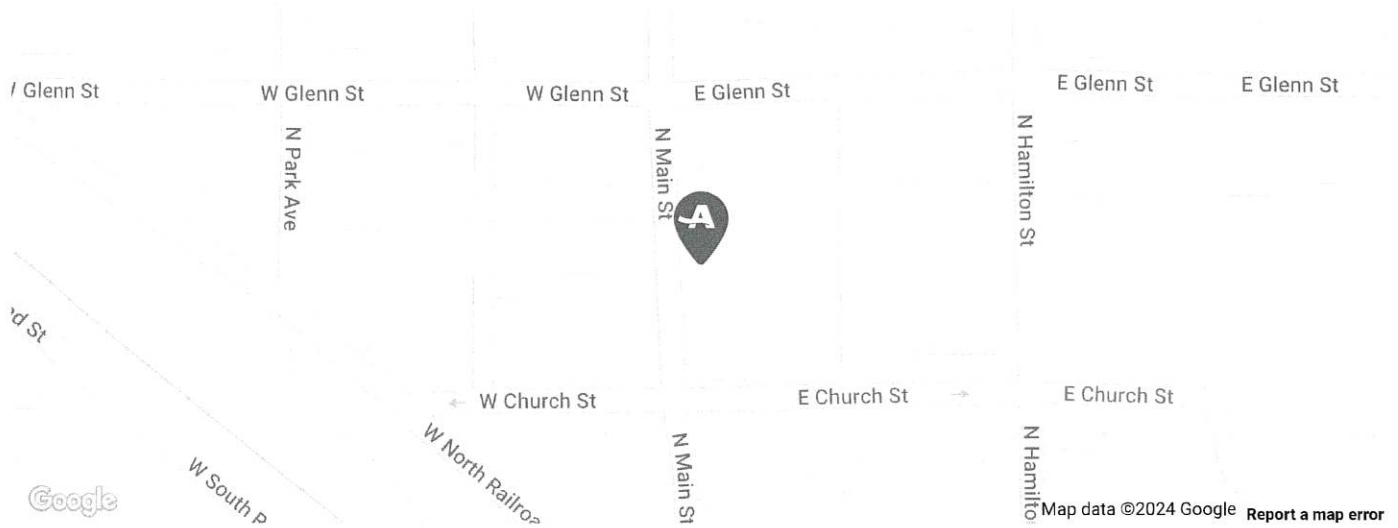 Glenn St
W Glenn St
W Glenn St
E Glenn St
E Glenn St
E Glenn St
N Park Ave
N Main St
N Hamilton St
A
W Church St
E Church St
E Church St
W North Railroa
N Main St
N Hamilto
W South R
Google
Map data ©2024 Google
Report a map error